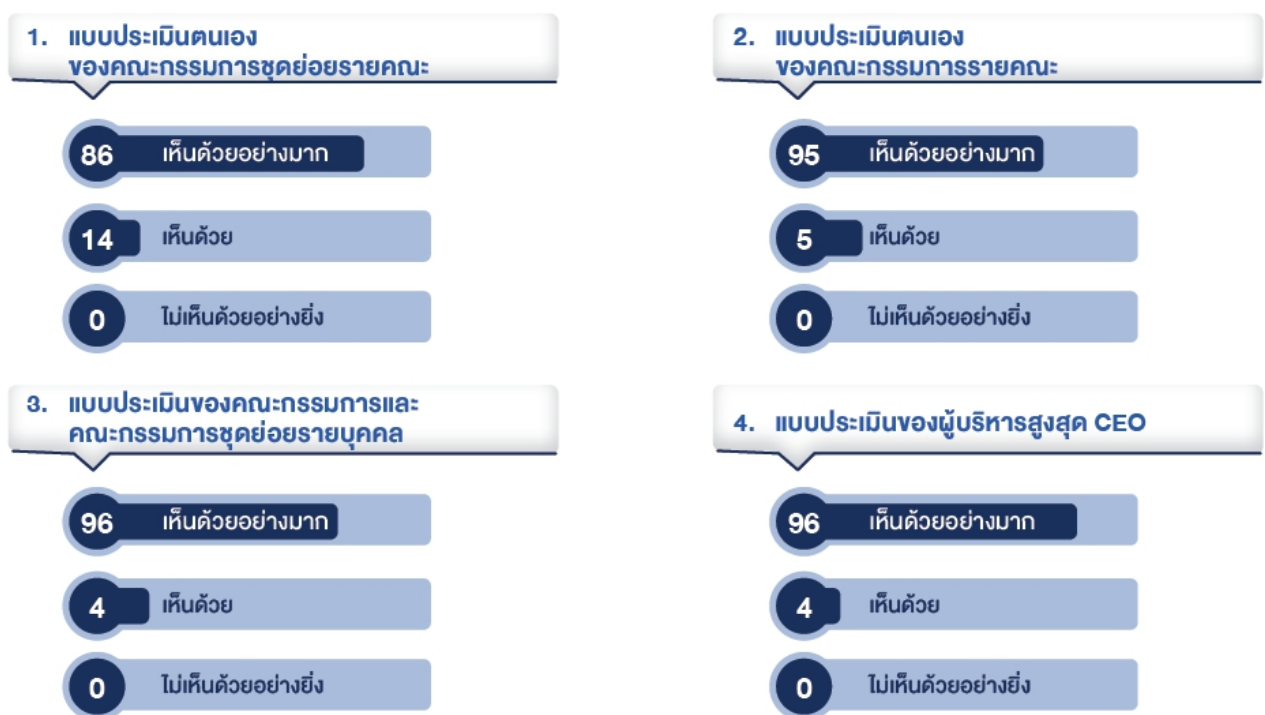 1. แบบประเมินตนเอง
ของคณะกรรมการชุดย่อยรายคณะ
86 เห็นด้วยอย่างมาก
14 เห็นด้วย
0 ไม่เห็นด้วยอย่างยิ่ง
2. แบบประเมินตนเอง
ของคณะกรรมการรายคณะ
95 เห็นด้วยอย่างมาก
5 เห็นด้วย
0 ไม่เห็นด้วยอย่างยิ่ง
3. แบบประเมินของคณะกรรมการและ
คณะกรรมการชุดย่อยรายบุคคล
96 เห็นด้วยอย่างมาก
4 เห็นด้วย
0 ไม่เห็นด้วยอย่างยิ่ง
4. แบบประเมินของผู้บริหารสูงสุด CEO
96 เห็นด้วยอย่างมาก
4 เห็นด้วย
0 ไม่เห็นด้วยอย่างยิ่ง